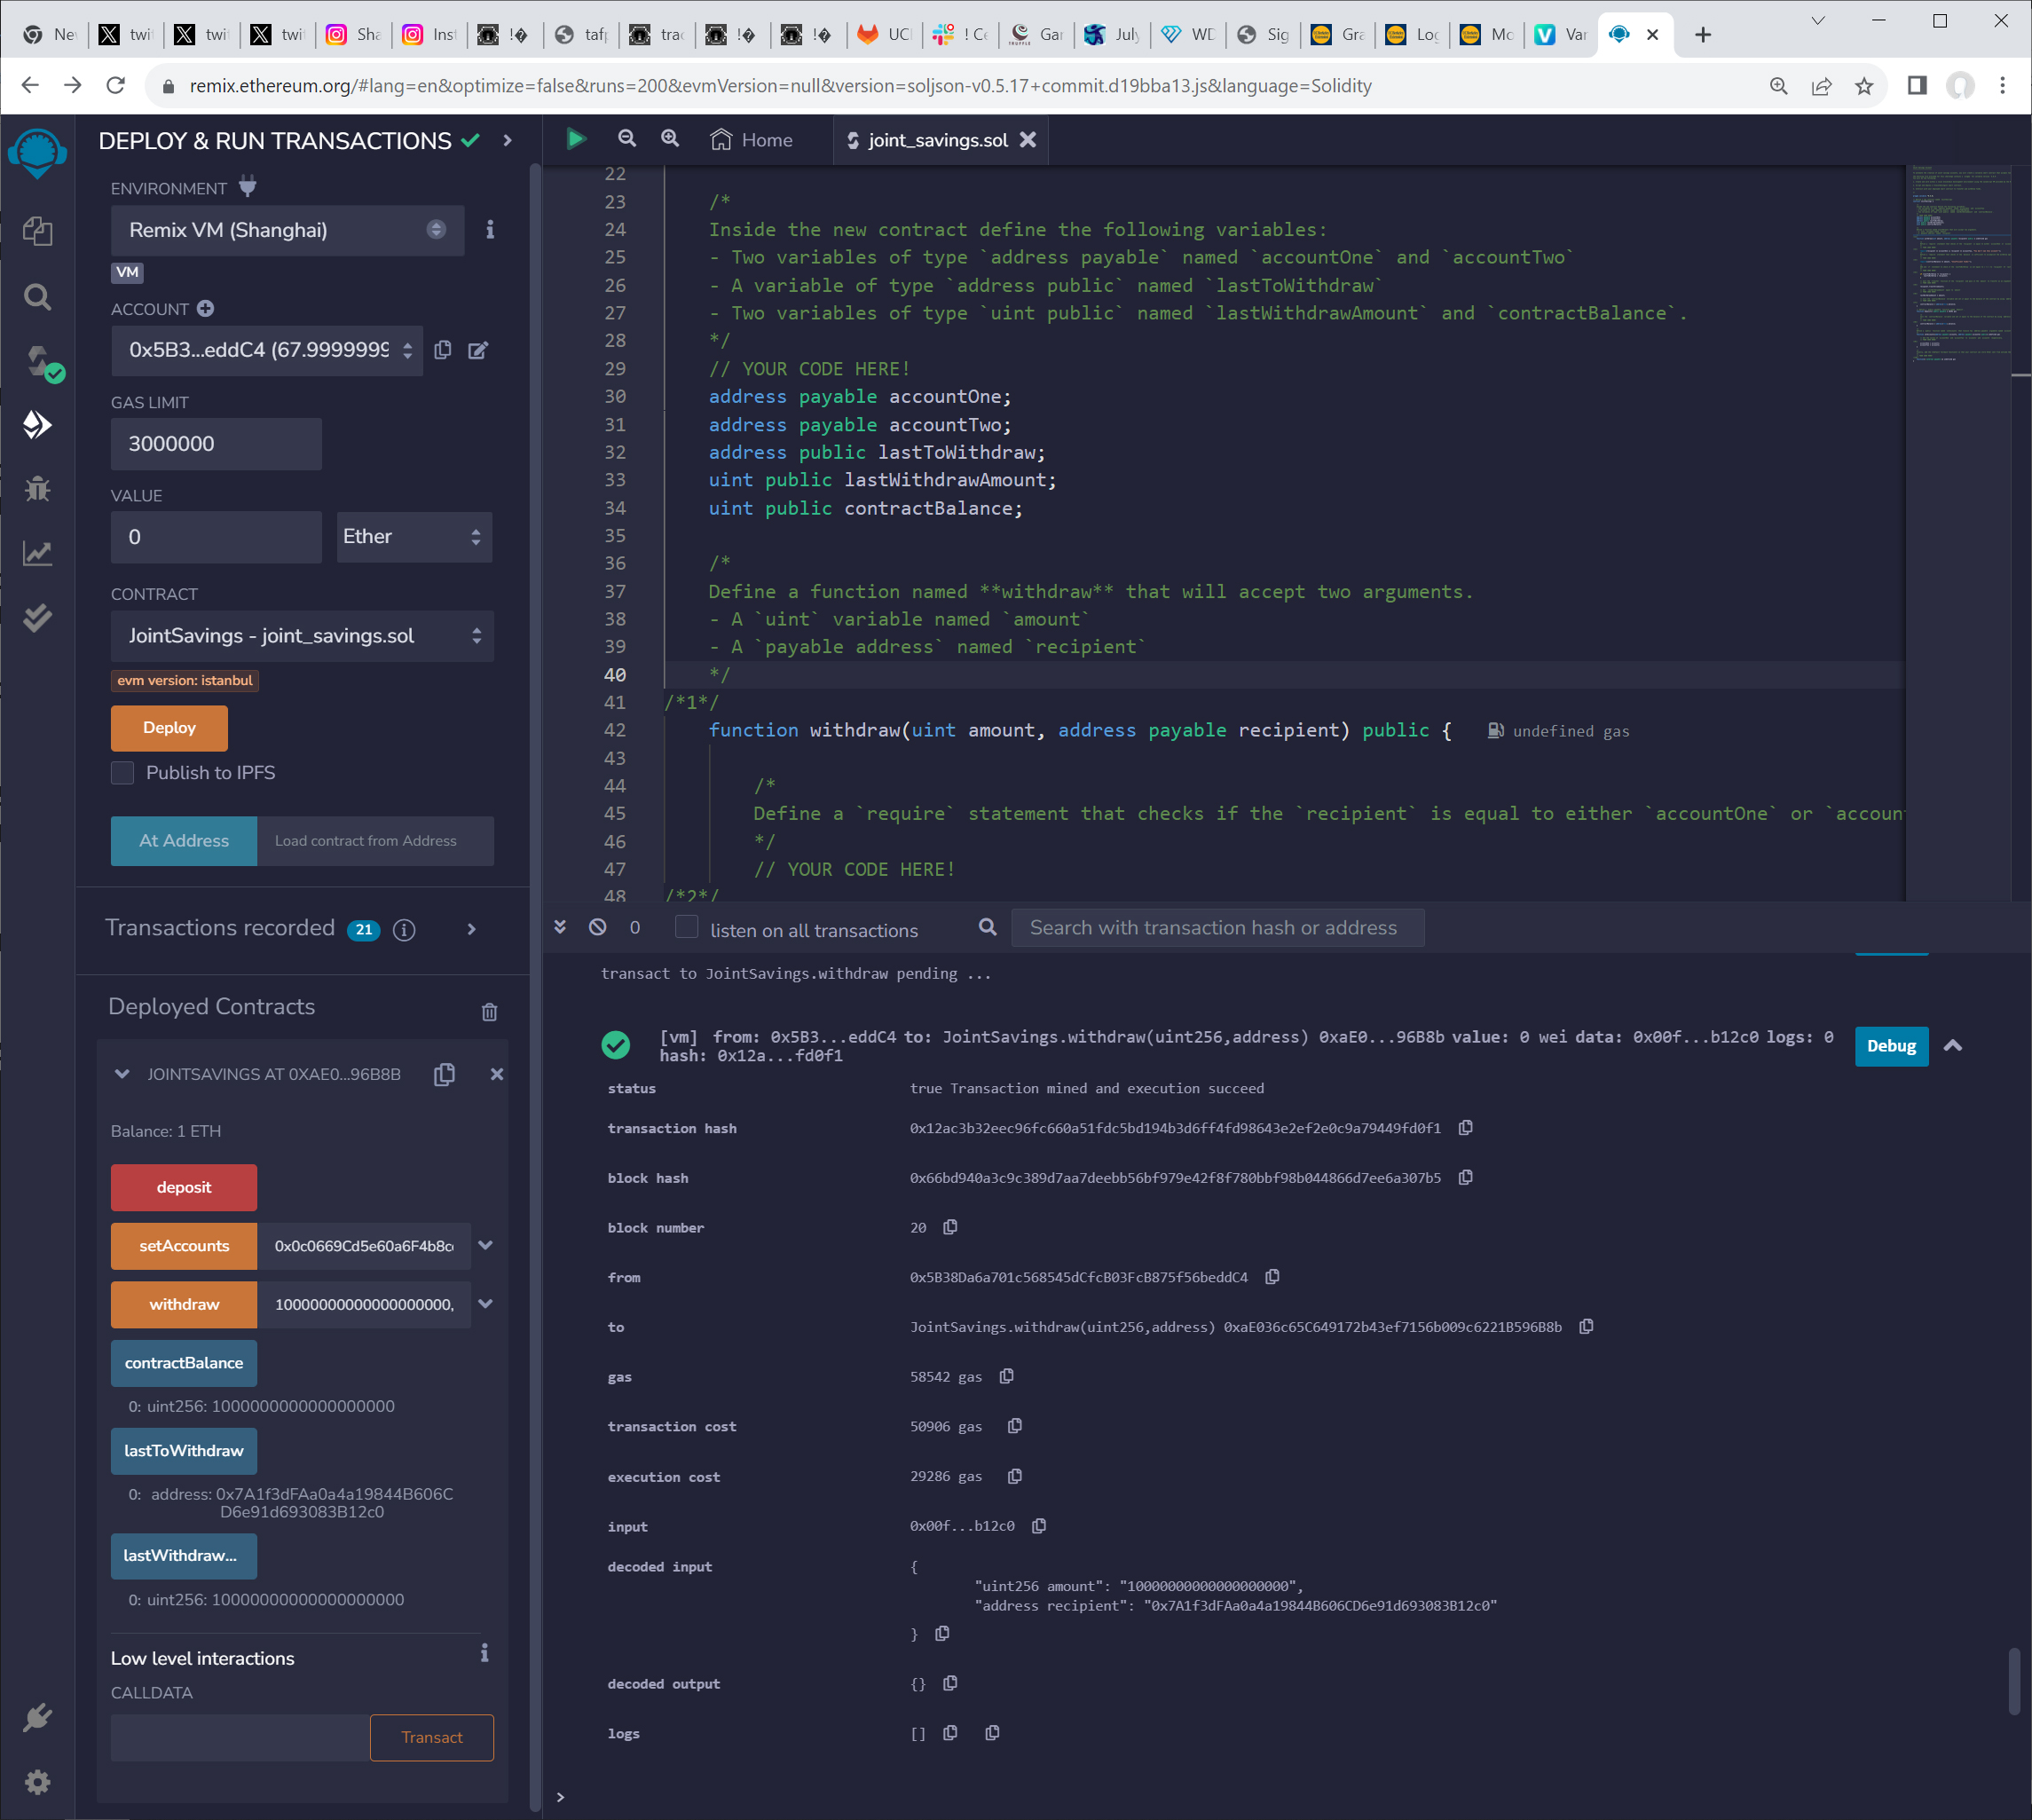 Nev
twit
twit
twit
Sha
Inst
!�
tafp
trac
!�
!�
UCI
! Ce
Gar
July
WD
Sig
Gra
Log
Mo
Var
remix.ethereum.org/#lang=en&optimize=false&runs=200&evmVersion=null&version=soljson-v0.5.17+commit.d19bba13.js&language=Solidity
DEPLOY & RUN TRANSACTIONS
ENVIRONMENT
Remix VM (Shanghai)
VM
ACCOUNT
0x5B3...eddC4 (67.9999999
GAS LIMIT
3000000
VALUE
0
Ether
CONTRACT
JointSavings - joint_savings.sol
evm version: istanbul
Deploy
Publish to IPFS
At Address
Load contract from Address
Transactions recorded 21
Deployed Contracts
JOINTSAVINGS AT 0XAE0...96B8B
Balance: 1 ETH
deposit
setAccounts
0x0c0669Cd5e60a6F4b8c
withdraw
10000000000000000000,
contractBalance
0: uint256: 1000000000000000000
lastToWithdraw
0: address: 0x7A1f3dFAa0a4a19844B606C
D6e91d693083B12c0
lastWithdraw...
0: uint256: 10000000000000000000
Low level interactions
CALLDATA
Transact
Home
joint_savings.sol
22
23 /*
24 Inside the new contract define the following variables:
25 - Two variables of type `address payable` named `accountOne` and `accountTwo`
26 - A variable of type `address public` named `lastToWithdraw`
27 - Two variables of type `uint public` named `lastWithdrawAmount` and `contractBalance`.
28 */
29 // YOUR CODE HERE!
30 address payable accountOne;
31 address payable accountTwo;
32 address public lastToWithdraw;
33 uint public lastWithdrawAmount;
34 uint public contractBalance;
35
36 /*
37 Define a function named **withdraw** that will accept two arguments.
38 - A `uint` variable named `amount`
39 - A `payable address` named `recipient`
40 */
41 /*1*/
42 function withdraw(uint amount, address payable recipient) public { undefined gas
43
44 /*
45 Define a `require` statement that checks if the `recipient` is equal to either `accountOne` or `accoun
46 */
47 // YOUR CODE HERE!
48 /*2*/
0
listen on all transactions
Search with transaction hash or address
transact to JointSavings.withdraw pending ...
[vm] from: 0x5B3...eddC4 to: JointSavings.withdraw(uint256,address) 0xaE0...96B8b value: 0 wei data: 0x00f...b12c0 logs: 0
hash: 0x12a...fd0f1
Debug
status true Transaction mined and execution succeed
transaction hash 0x12ac3b32eec96fc660a51fdc5bd194b3d6ff4fd98643e2ef2e0c9a79449fd0f1
block hash 0x66bd940a3c9c389d7aa7deebb56bf979e42f8f780bbf98b044866d7ee6a307b5
block number 20
from 0x5B38Da6a701c568545dCfcB03FcB875f56beddC4
to JointSavings.withdraw(uint256,address) 0xaE036c65C649172b43ef7156b009c6221B596B8b
gas 58542 gas
transaction cost 50906 gas
execution cost 29286 gas
input 0x00f...b12c0
decoded input {
"uint256 amount": "10000000000000000000",
"address recipient": "0x7A1f3dFAa0a4a19844B606CD6e91d693083B12c0"
}
decoded output {}
logs []
>